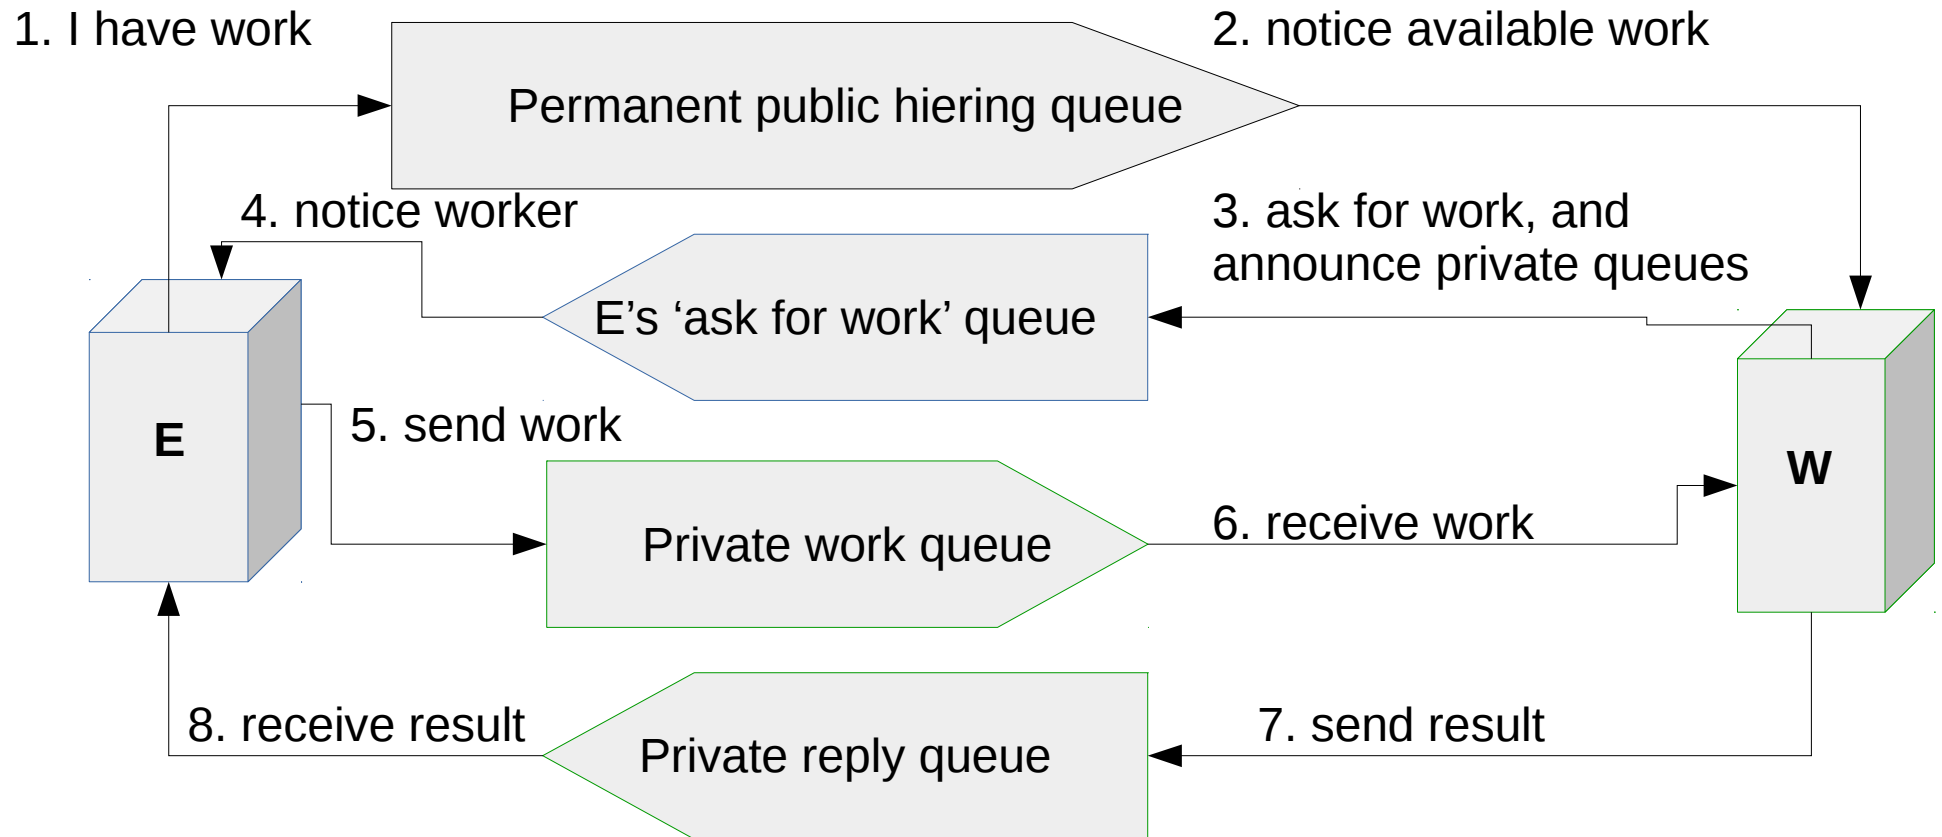 1. I have work
2. notice available work
Permanent public hiering queue
4. notice worker
3. ask for work, and
announce private queues
E’s ‘ask for work’ queue
E
5. send work
W
Private work queue
6. receive work
8. receive result
7. send result
Private reply queue